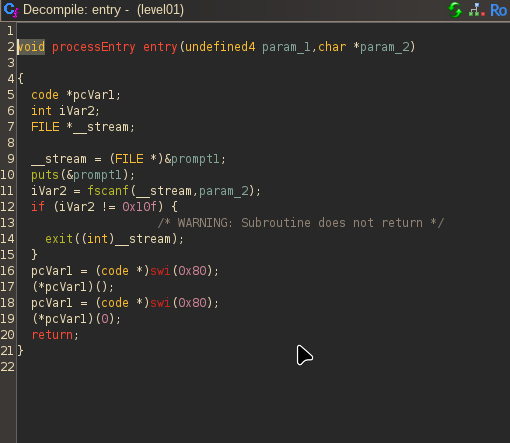 Decompile: entry - (level01)
1
2 void processEntry entry(undefined4 param_1,char *param_2)
3
4 {
5 code *pcVar1;
6 int iVar2;
7 FILE *__stream;
8
9 __stream = (FILE *)&prompt1;
10 puts(&prompt1);
11 iVar2 = fscanf(__stream,param_2);
12 if (iVar2 != 0x10f) {
13 /* WARNING: Subroutine does not return */
14 exit((int)__stream);
15 }
16 pcVar1 = (code *)swi(0x80);
17 (*pcVar1)();
18 pcVar1 = (code *)swi(0x80);
19 (*pcVar1)(0);
20 return;
21 }
22
Ro